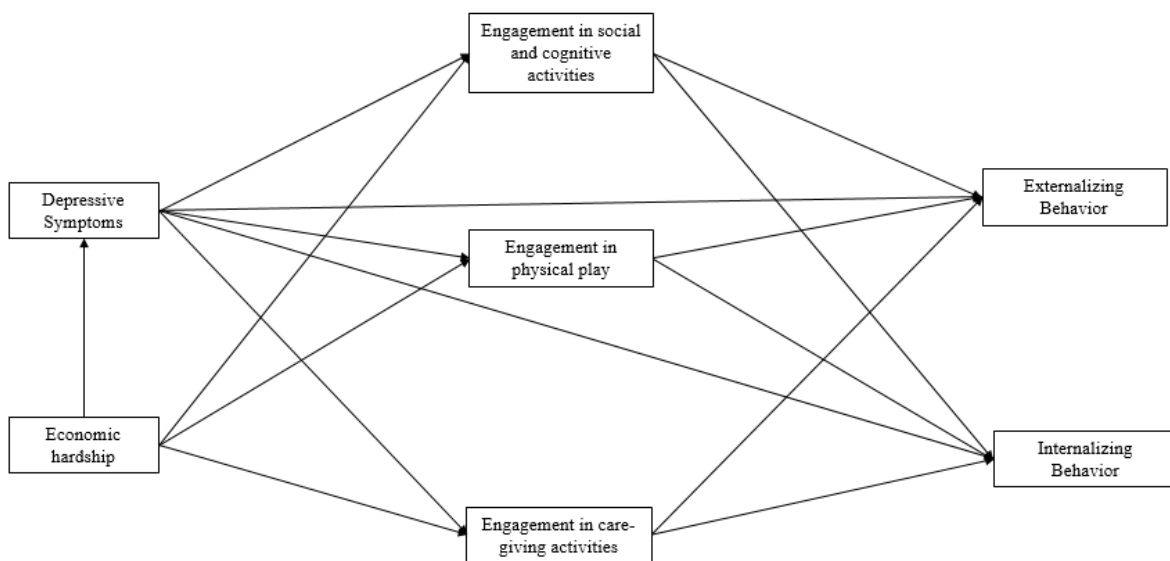 Engagement in social
and cognitive
activities
Depressive
Symptoms
Externalizing
Behavior
Engagement in
physical play
Economic
hardship
Internalizing
Behavior
Engagement in care-
giving activities